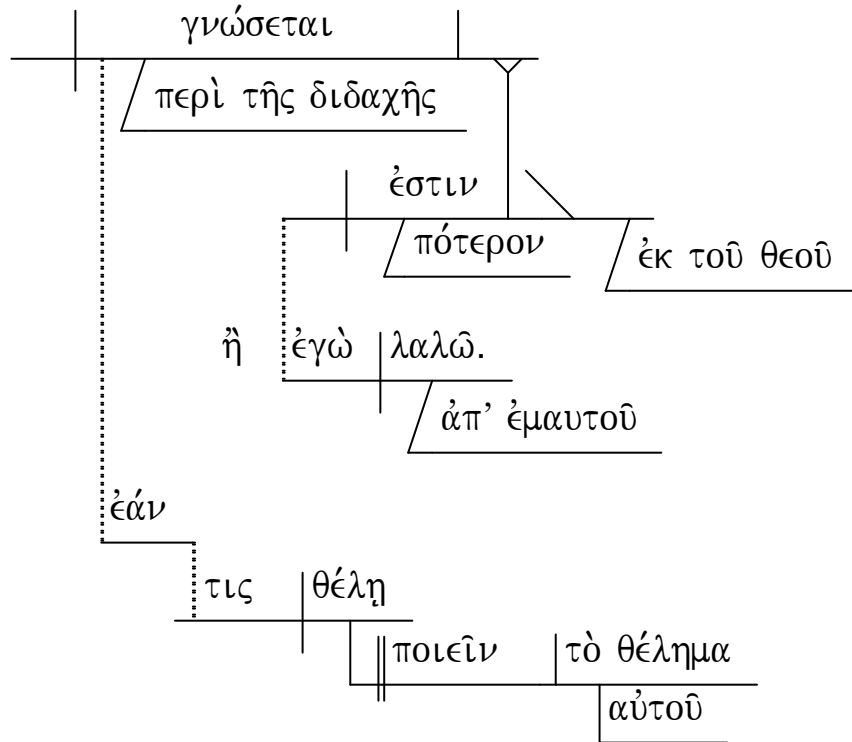 γνώσεται
περὶ τῆς διδαχῆς
ἐστιν
πότερον
ἐκ τοῦ θεοῦ
ἢ ἐγὼ λαλῶ.
ἀπ’ ἐμαυτοῦ
ἐάν
τις θέλῃ
ποιεῖν τὸ θέλημα
αὐτοῦ